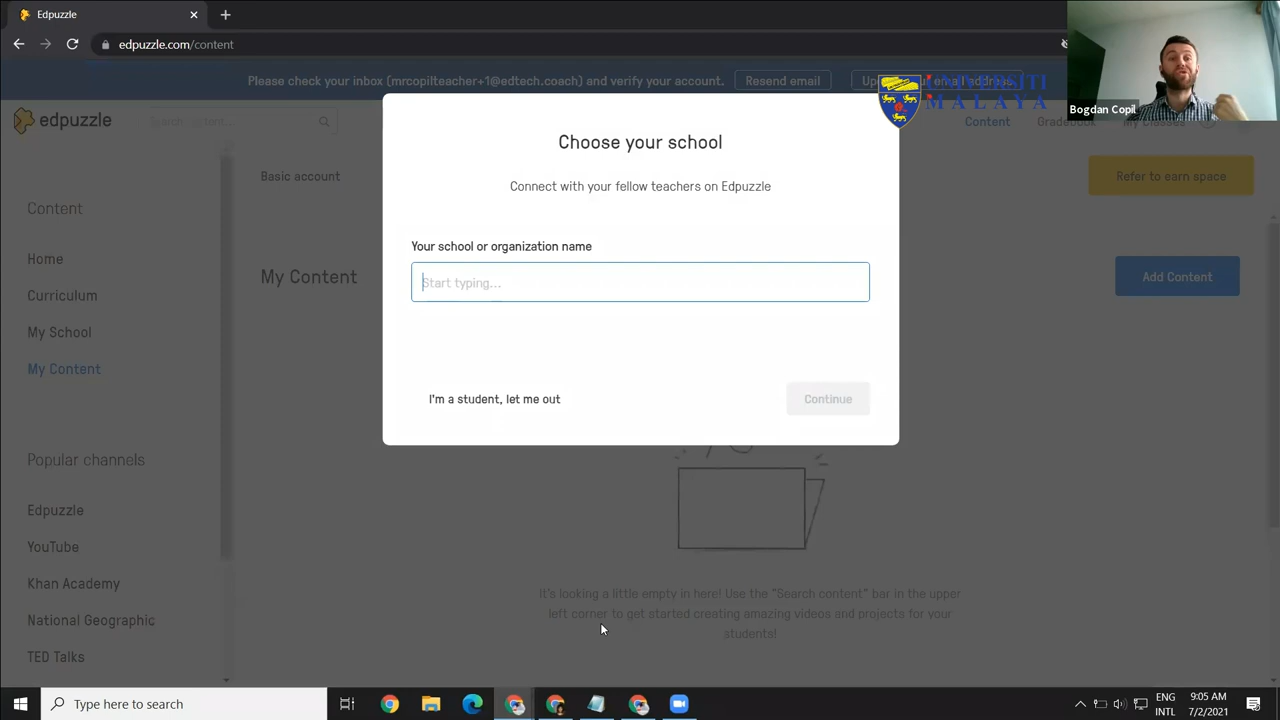 Edpuzzle
edpuzzle.com/content
Please check your inbox (mrcopilteacher+1@edtech.coach) and verify your account.
Resend email
UNIVERSITI
MALAYA
Bogdan Copil
edpuzzle
Content
My Classes
Choose your school
Connect with your fellow teachers on Edpuzzle
Basic account
Refer to earn space
Content
Your school or organization name
Start typing...
Home
Curriculum
My School
My Content
My Content
Add Content
I'm a student, let me out
Continue
Popular channels
Edpuzzle
YouTube
Khan Academy
National Geographic
TED Talks
It's looking a little empty in here! Use the "Search content" bar in the upper
left corner to get started creating amazing videos and projects for your
students!
Type here to search
ENG
INTL
9:05 AM
7/2/2021